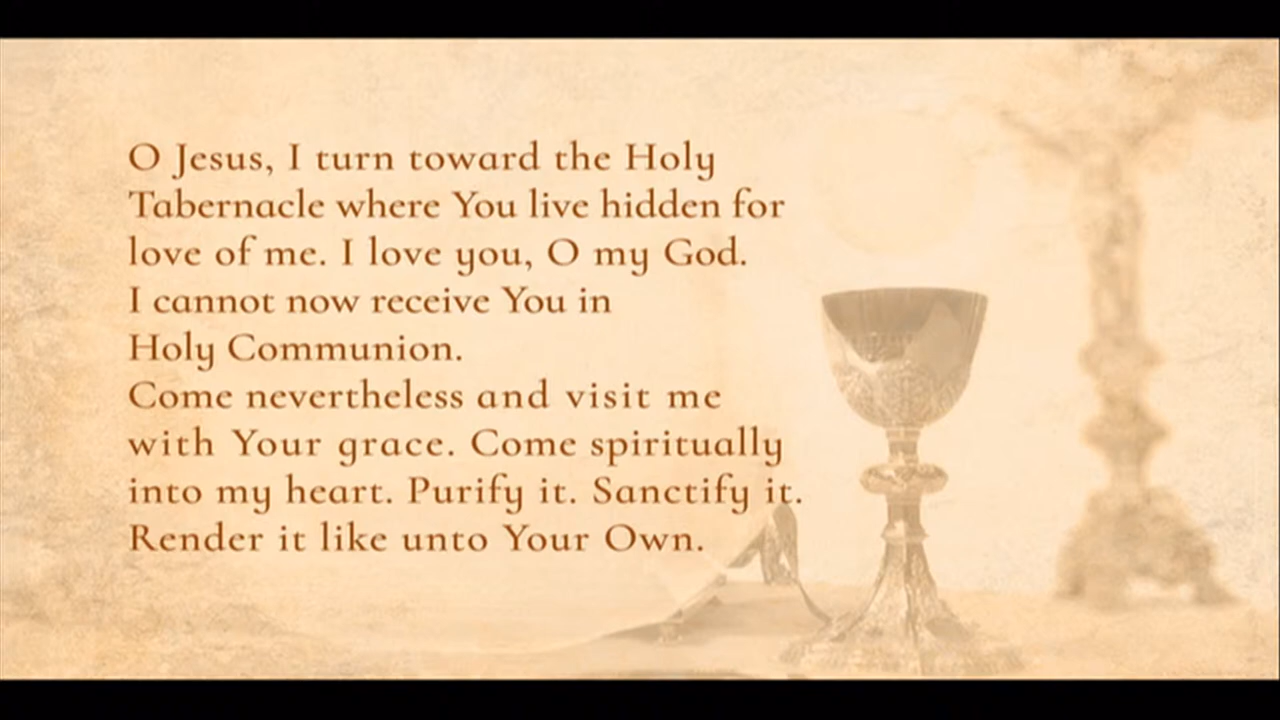 O Jesus, I turn toward the Holy
Tabernacle where You live hidden for
love of me. I love you, O my God.
I cannot now receive You in
Holy Communion.
Come nevertheless and visit me
with Your grace. Come spiritually
into my heart. Purify it. Sanctify it.
Render it like unto Your Own.